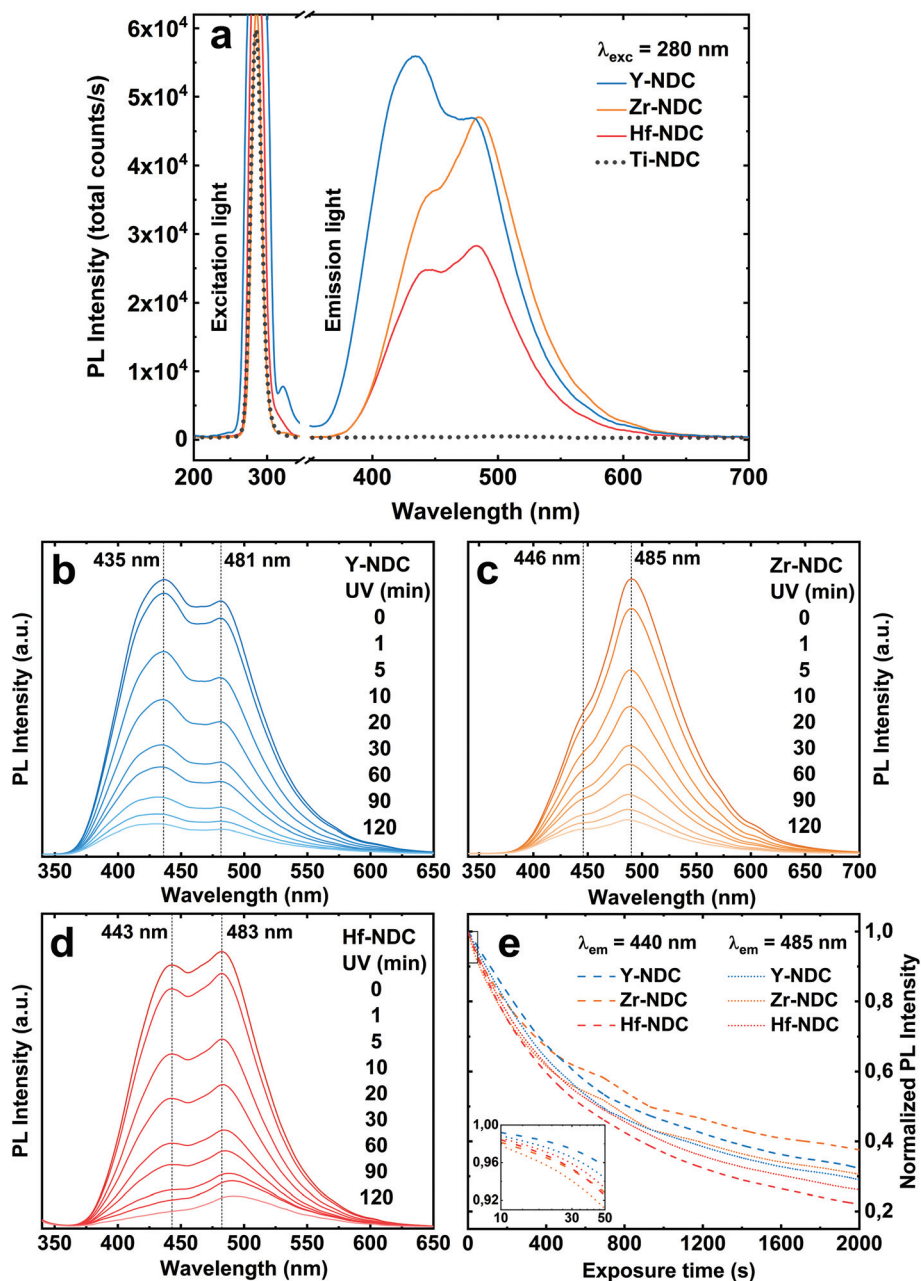 a
λexc = 280 nm
Y-NDC
Zr-NDC
Hf-NDC
Ti-NDC
PL Intensity (total counts/s)
6x10⁴
5x10⁴
4x10⁴
3x10⁴
2x10⁴
1x10⁴
0
Excitation light
Emission light
200 300 400 500 600 700
Wavelength (nm)
b
435 nm 481 nm
Y-NDC
UV (min)
0
1
5
10
20
30
60
90
120
PL Intensity (a.u.)
350 400 450 500 550 600 650
Wavelength (nm)
c
446 nm 485 nm
Zr-NDC
UV (min)
0
1
5
10
20
30
60
90
120
PL Intensity (a.u.)
350 400 450 500 550 600 650 700
Wavelength (nm)
d
443 nm 483 nm
Hf-NDC
UV (min)
0
1
5
10
20
30
60
90
120
PL Intensity (a.u.)
350 400 450 500 550 600 650
Wavelength (nm)
e
λem = 440 nm λem = 485 nm
Y-NDC Y-NDC
Zr-NDC Zr-NDC
Hf-NDC Hf-NDC
1,0
0,8
0,6
0,4
0,2
Normalized PL Intensity
1,00
0,96
0,92
10 30 50
0 400 800 1200 1600 2000
Exposure time (s)